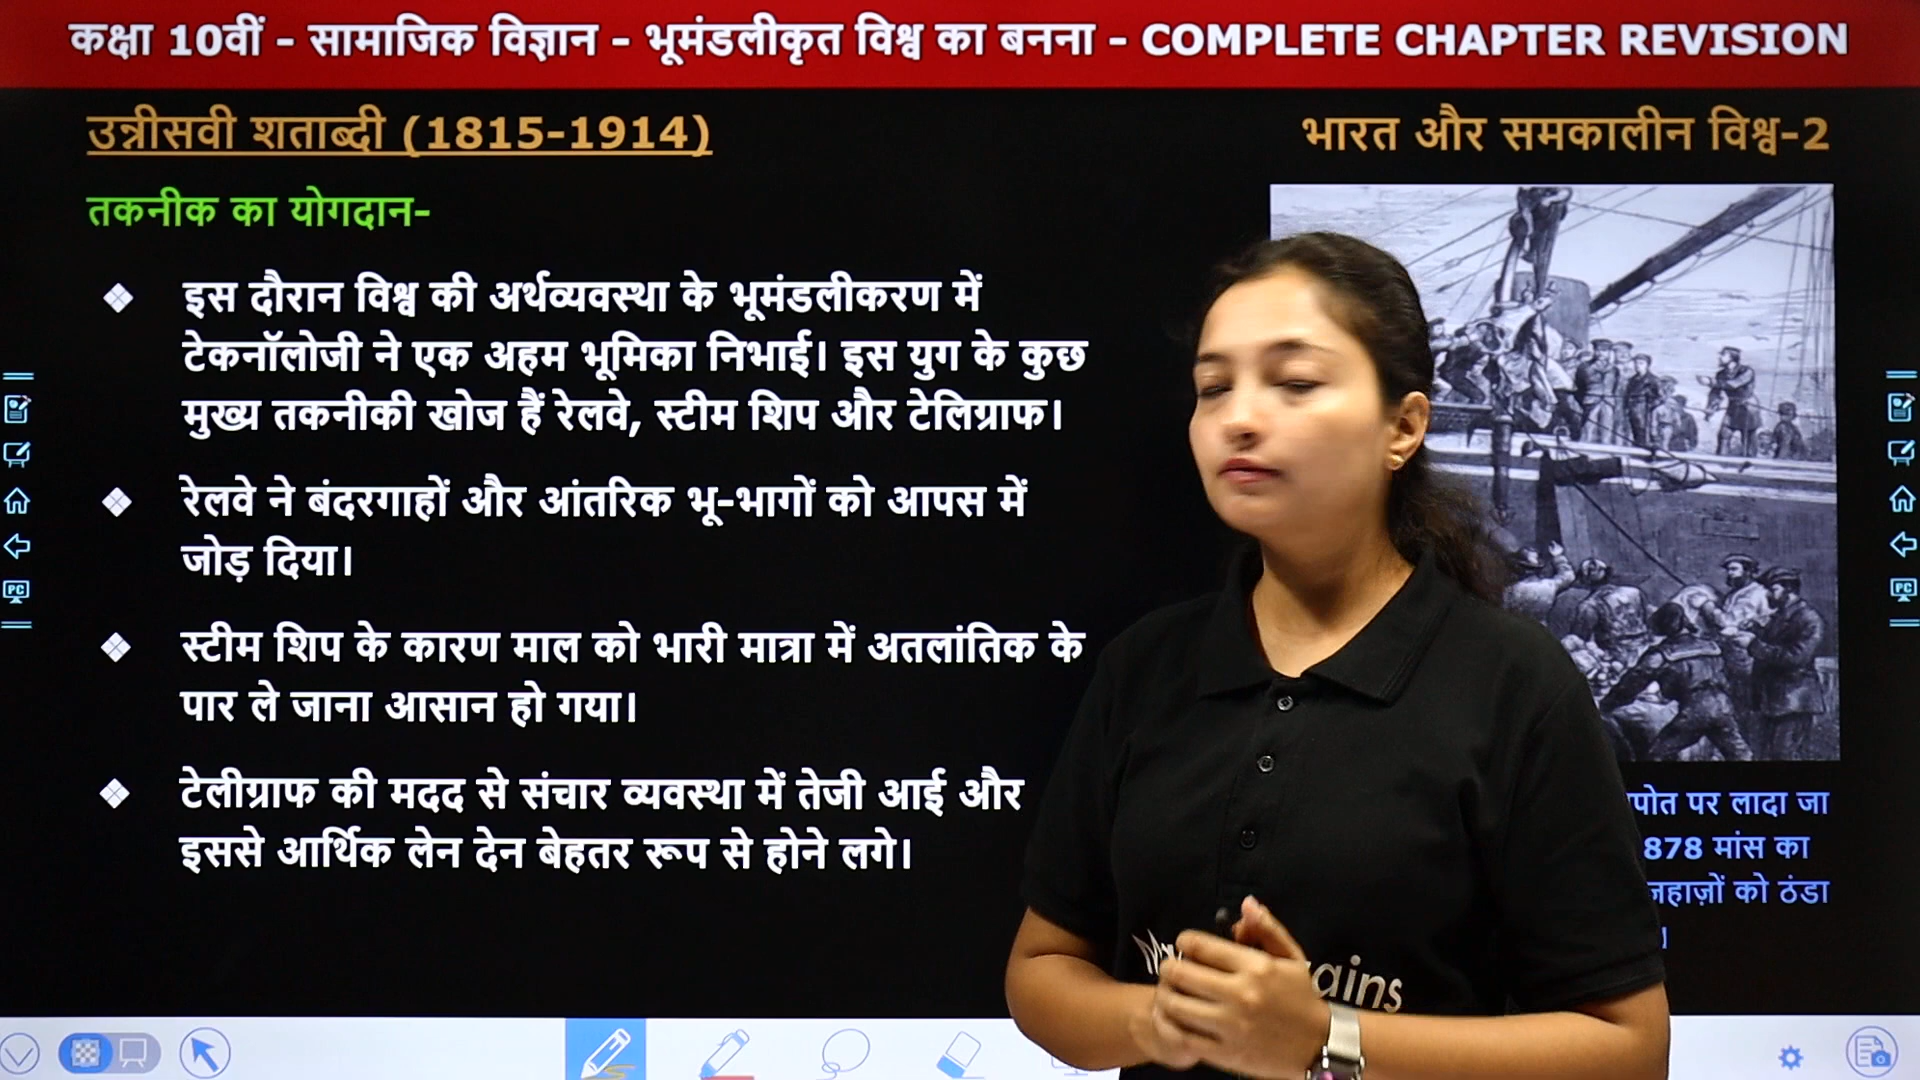 कक्षा 10वीं - सामाजिक विज्ञान - भूमंडलीकृत विश्व का बनना - COMPLETE CHAPTER REVISION
उन्नीसवी शताब्दी (1815-1914)
भारत और समकालीन विश्व-2
तकनीक का योगदान-
इस दौरान विश्व की अर्थव्यवस्था के भूमंडलीकरण में
टेकनॉलोजी ने एक अहम भूमिका निभाई। इस युग के कुछ
मुख्य तकनीकी खोज हैं रेलवे, स्टीम शिप और टेलिग्राफ।
रेलवे ने बंदरगाहों और आंतरिक भू-भागों को आपस में
जोड़ दिया।
स्टीम शिप के कारण माल को भारी मात्रा में अतलांतिक के
पार ले जाना आसान हो गया।
टेलीग्राफ की मदद से संचार व्यवस्था में तेजी आई और
इससे आर्थिक लेन देन बेहतर रूप से होने लगे।
पर लादा जा
878 मांस का
को ठंडा
PC
PC